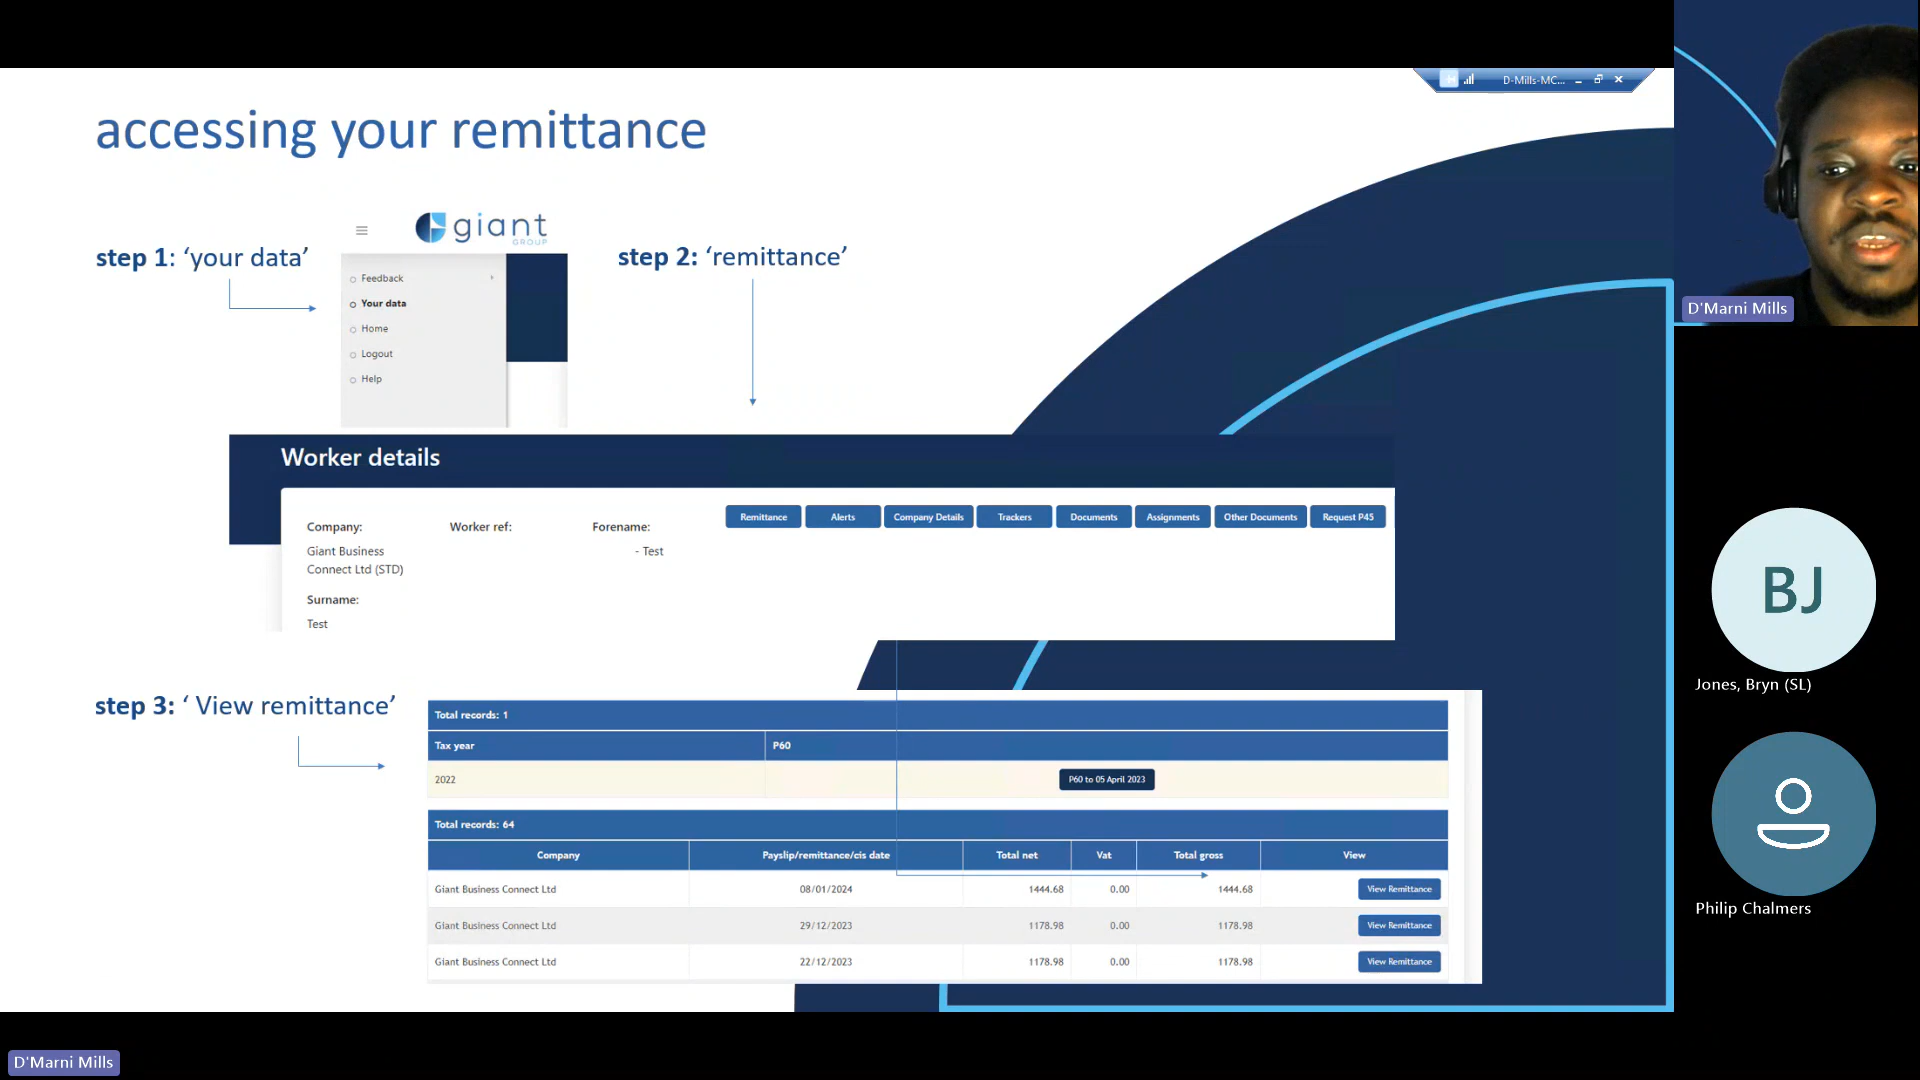 D-Mills-MC...
accessing your remittance
giant
GROUP
step 1: ‘your data’
step 2: ‘remittance’
Feedback
Your data
Home
Logout
Help
D'Marni Mills
Worker details
Remittance Alerts Company Details Trackers Documents Assignments Other Documents Request P45
Company: Worker ref: Forename:
Giant Business - Test
Connect Ltd (STD)
Surname:
Test
BJ
Jones, Bryn (SL)
step 3: ‘ View remittance’
Total records: 1
Tax year P60
2022 P60 to 05 April 2023
Total records: 64
Company Payslip/remittance/cis date Total net Vat Total gross View
Giant Business Connect Ltd 08/01/2024 1444.68 0.00 1444.68 View Remittance
Giant Business Connect Ltd 29/12/2023 1178.98 0.00 1178.98 View Remittance
Giant Business Connect Ltd 22/12/2023 1178.98 0.00 1178.98 View Remittance
Philip Chalmers
D'Marni Mills